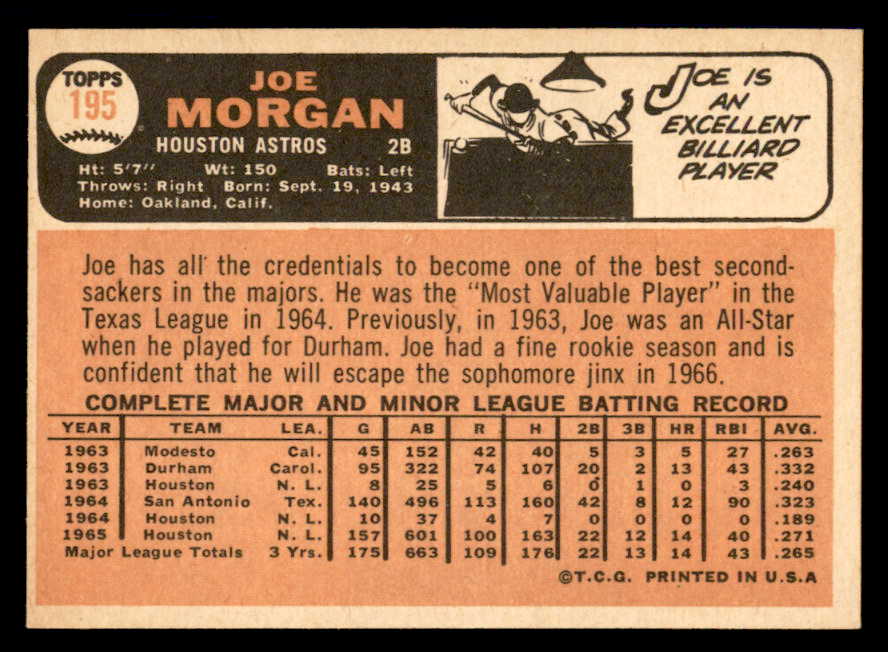 TOPPS
195
JOE
MORGAN
HOUSTON ASTROS 2B
Ht: 5'7" Wt: 150 Bats: Left
Throws: Right Born: Sept. 19, 1943
Home: Oakland, Calif.
JOE IS
AN
EXCELLENT
BILLIARD
PLAYER
Joe has all the credentials to become one of the best second-
sackers in the majors. He was the "Most Valuable Player" in the
Texas League in 1964. Previously, in 1963, Joe was an All-Star
when he played for Durham. Joe had a fine rookie season and is
confident that he will escape the sophomore jinx in 1966.
COMPLETE MAJOR AND MINOR LEAGUE BATTING RECORD
YEAR TEAM LEA. G AB R H 2B 3B HR RBI AVG.
1963 Modesto Cal. 45 152 42 40 5 3 5 27 .263
1963 Durham Carol. 95 322 74 107 20 2 13 43 .332
1963 Houston N. L. 8 25 5 6 0 1 0 3 .240
1964 San Antonio Tex. 140 496 113 160 42 8 12 90 .323
1964 Houston N. L. 10 37 4 7 0 0 0 0 .189
1965 Houston N. L. 157 601 100 163 22 12 14 40 .271
Major League Totals 3 Yrs. 175 663 109 176 22 13 14 43 .265
©T.C.G. PRINTED IN U.S.A